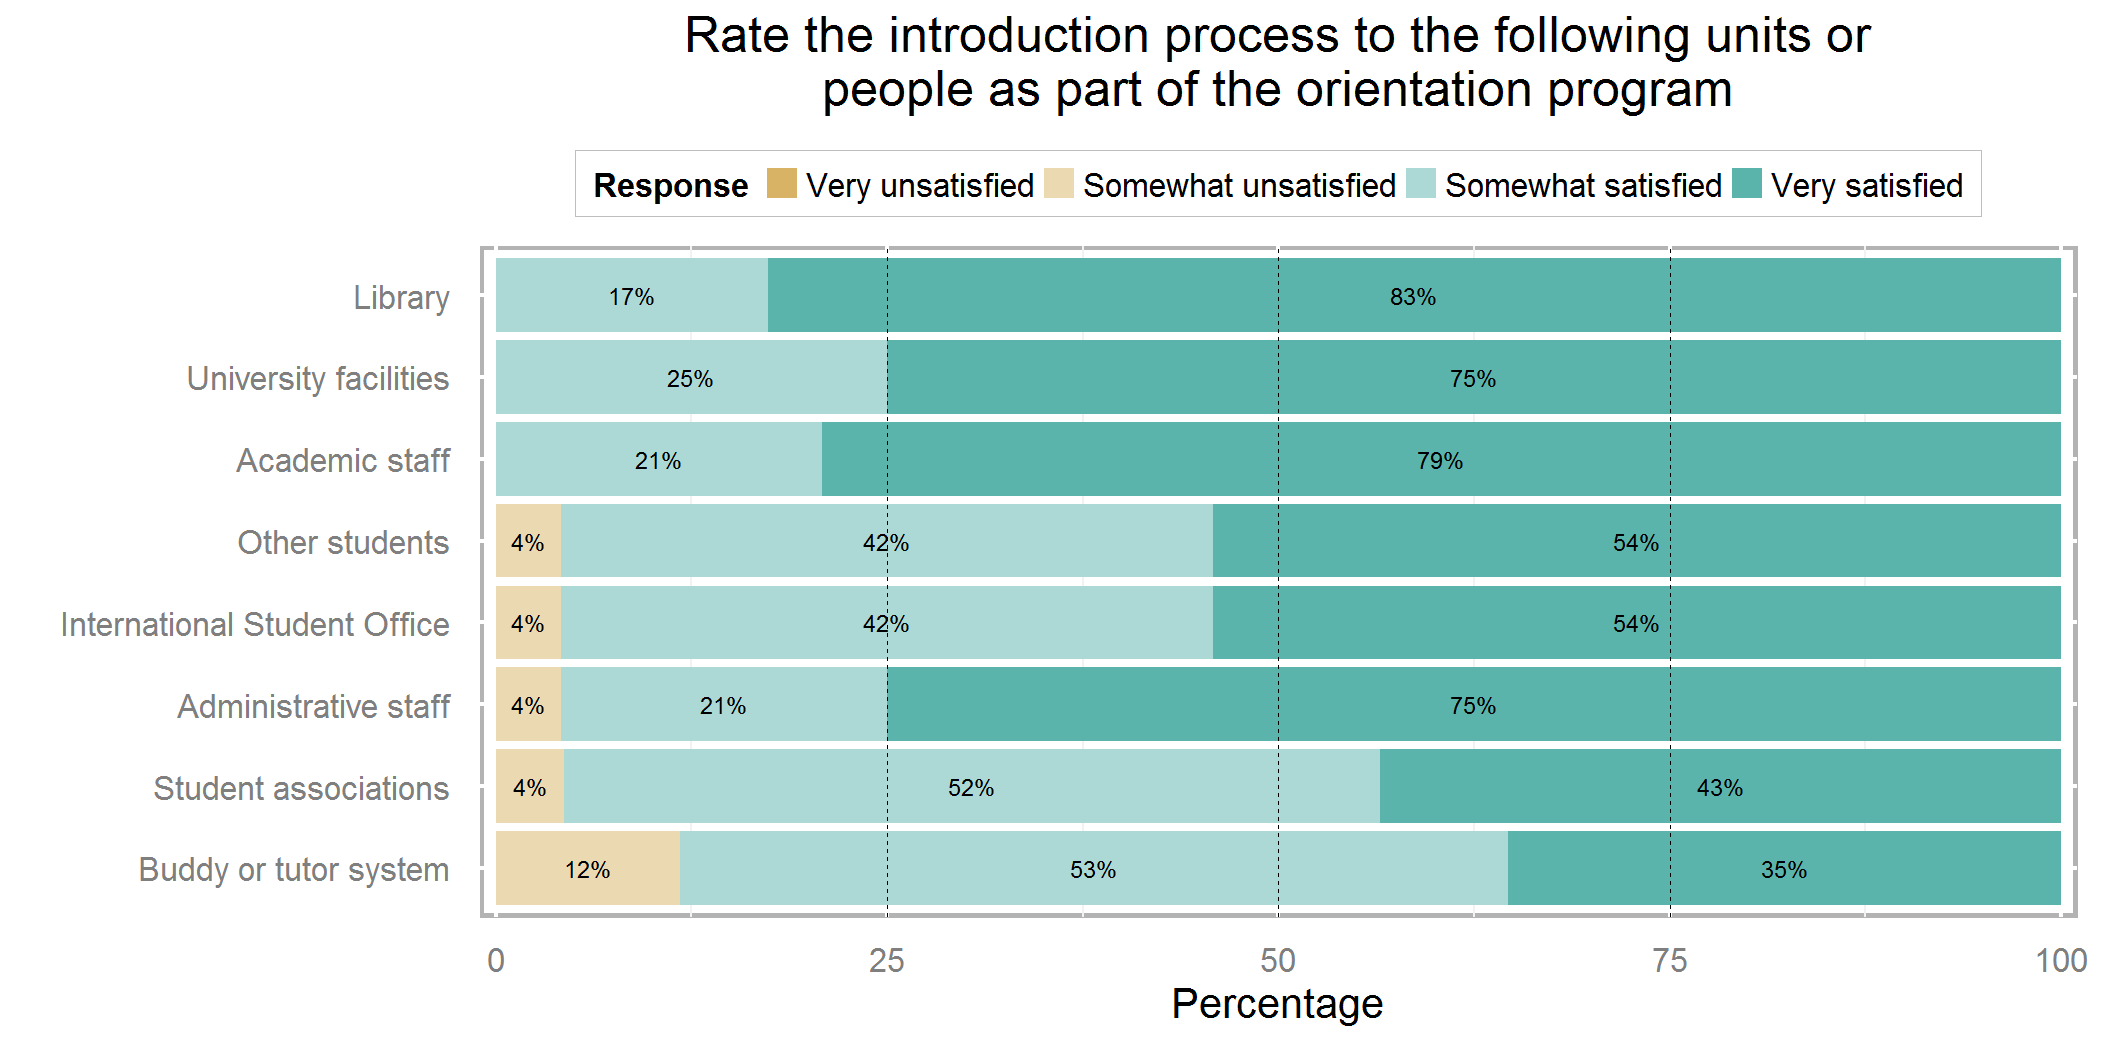 Rate the introduction process to the following units or
people as part of the orientation program
Response Very unsatisfied Somewhat unsatisfied Somewhat satisfied Very satisfied
Library 17% 83%
University facilities 25% 75%
Academic staff 21% 79%
Other students 4% 42% 54%
International Student Office 4% 42% 54%
Administrative staff 4% 21% 75%
Student associations 4% 52% 43%
Buddy or tutor system 12% 53% 35%
0 25 50 75 100
Percentage